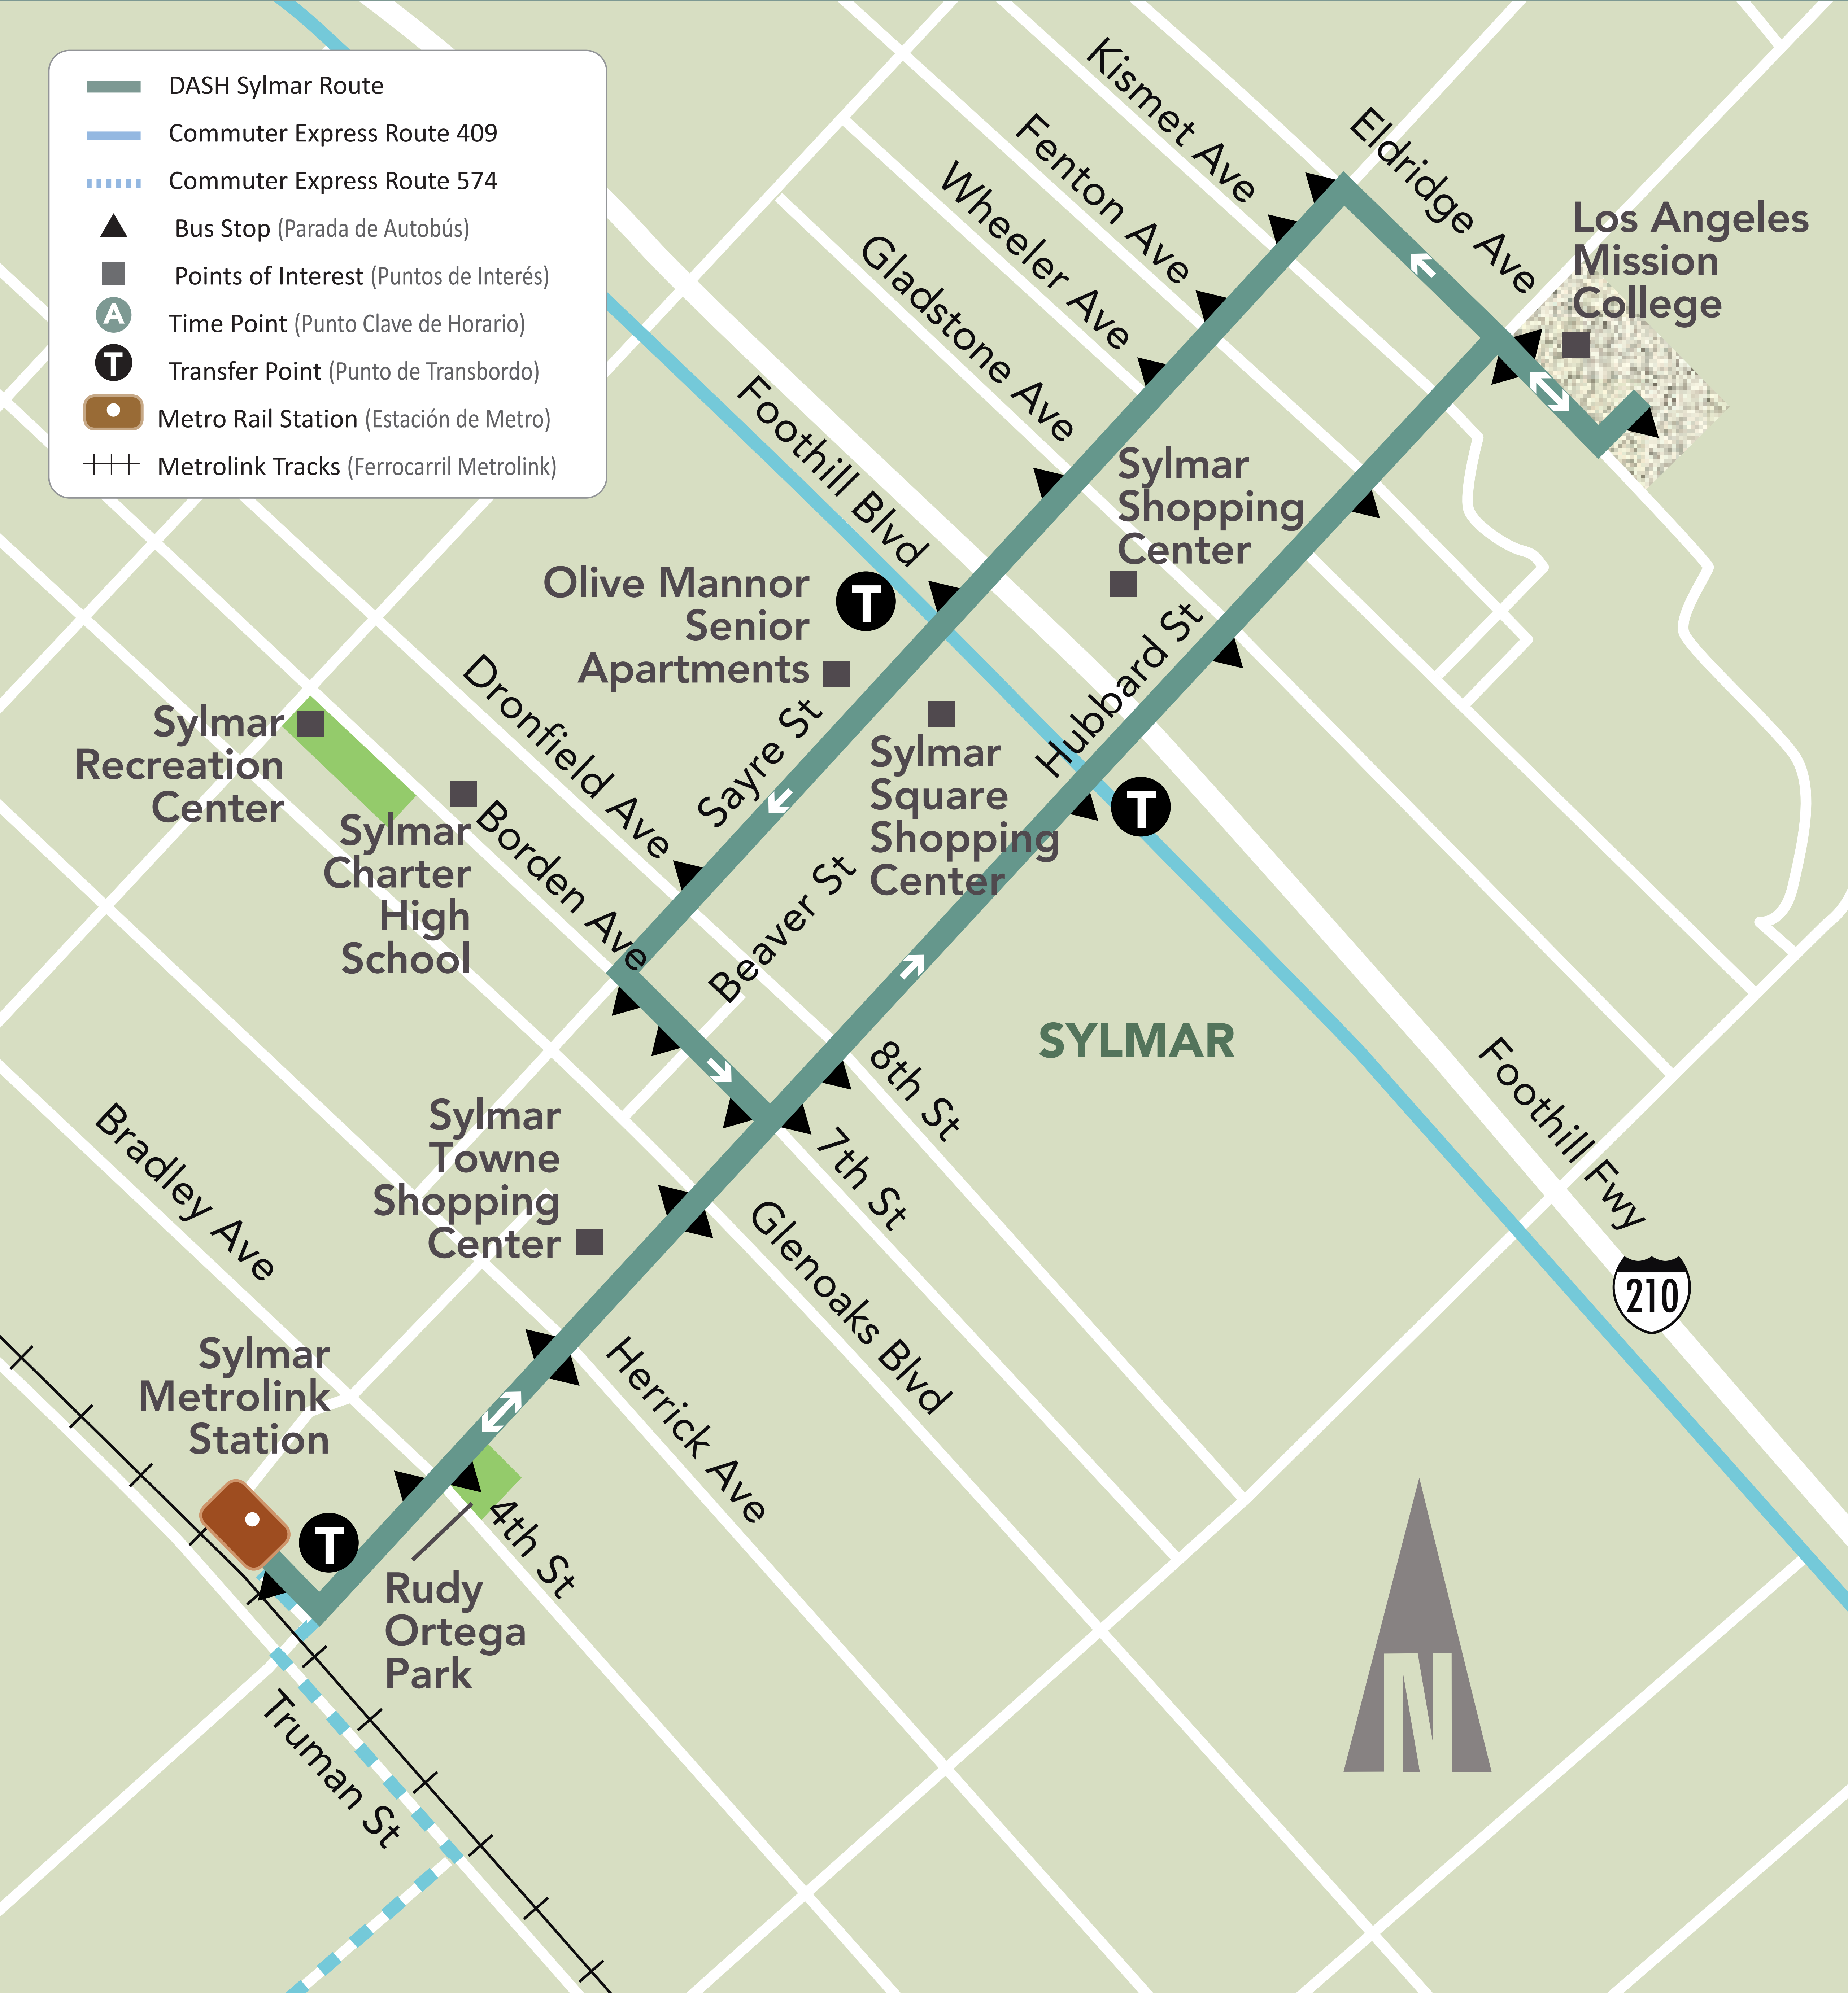 DASH Sylmar Route
Commuter Express Route 409
Commuter Express Route 574
Bus Stop (Parada de Autobús)
Points of Interest (Puntos de Interés)
A
Time Point (Punto Clave de Horario)
T
Transfer Point (Punto de Transbordo)
Metro Rail Station (Estación de Metro)
Metrolink Tracks (Ferrocarril Metrolink)
Kismet Ave
Fenton Ave
Wheeler Ave
Gladstone Ave
Eldridge Ave
Los Angeles
Mission
College
Foothill Blvd
Sylmar
Shopping
Center
Olive Mannor
Senior
Apartments
T
Hubbard St
Sayre St
Dronfield Ave
Sylmar
Recreation
Center
Sylmar
Square
Shopping
Center
T
Sylmar
Charter
High
School
Borden Ave
Beaver St
SYLMAR
8th St
7th St
Foothill Fwy
210
Sylmar
Towne
Shopping
Center
Bradley Ave
Glenoaks Blvd
Herrick Ave
Sylmar
Metrolink
Station
T
4th St
Rudy
Ortega
Park
Truman St
N